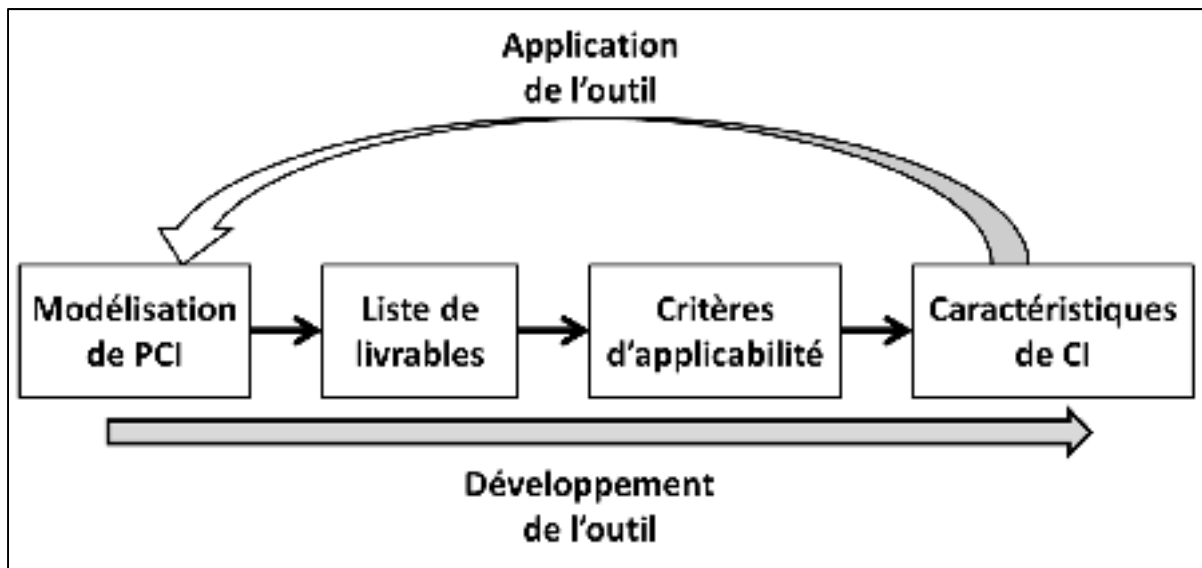 Application
de l'outil
Modélisation
de PCI
Liste de
livrables
Critères
d'applicabilité
Caractéristiques
de CI
Développement
de l'outil